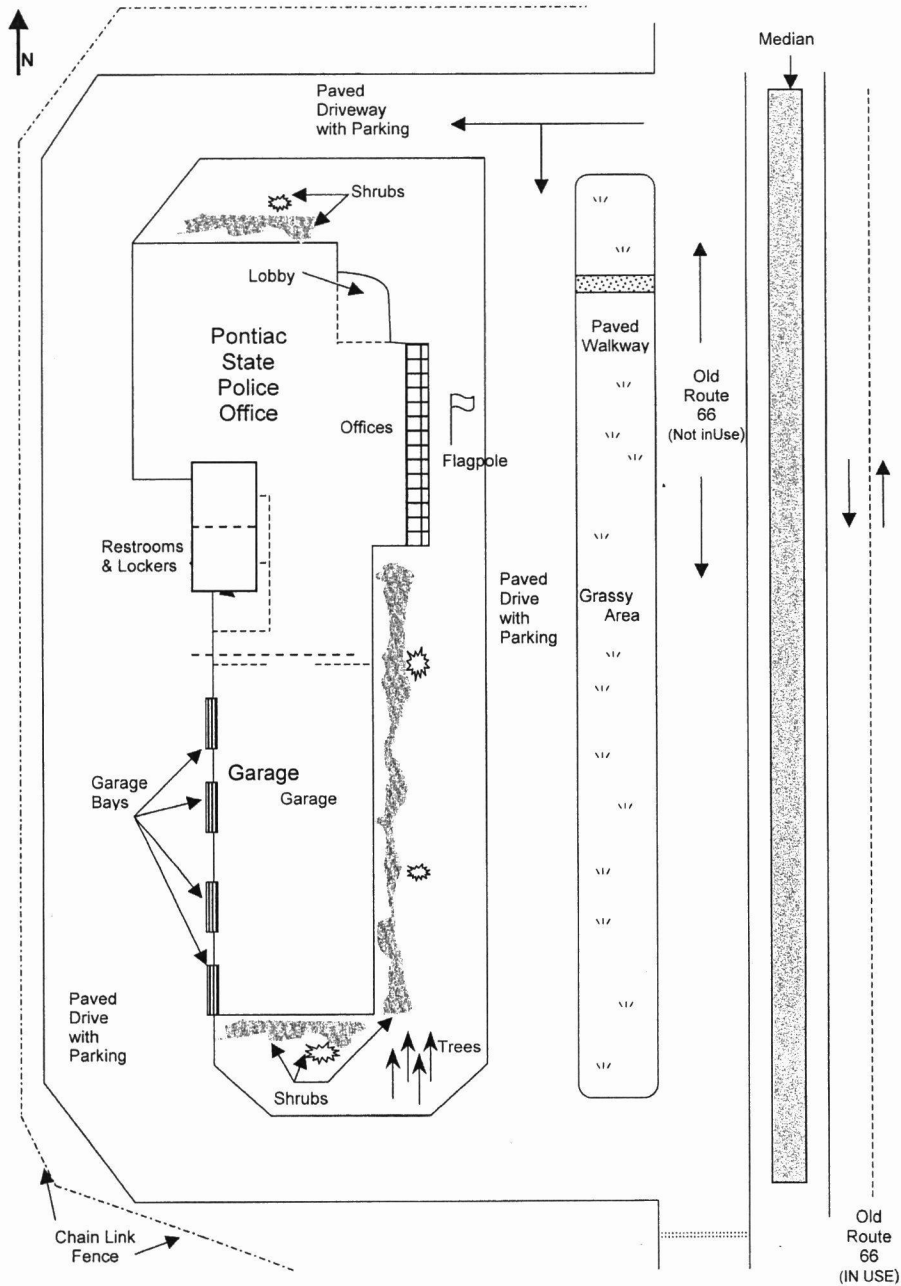 N
Median
Paved
Driveway
with Parking
Shrubs
Lobby
Pontiac
State
Police
Office
Paved
Walkway
Old
Route
66
(Not inUse)
Offices
Flagpole
Restrooms
& Lockers
Paved
Drive
with
Parking
Grassy
Area
Garage
Bays
Garage
Garage
Paved
Drive
with
Parking
Trees
Shrubs
Chain Link
Fence
Old
Route
66
(IN USE)